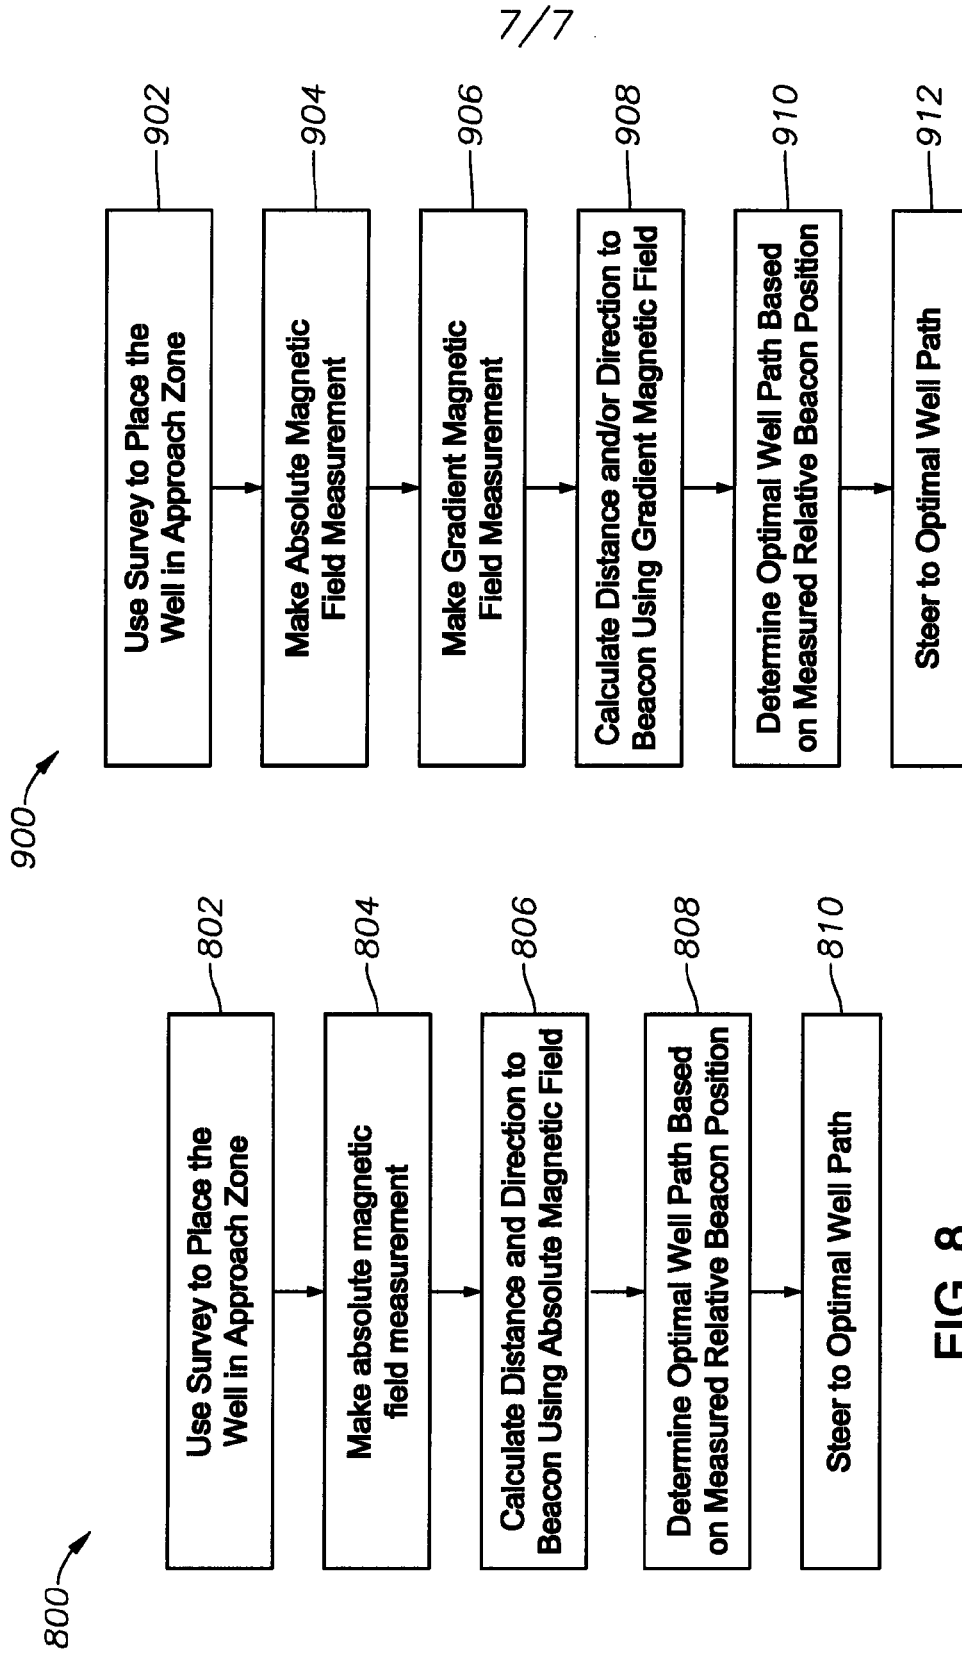 7/7
800
Use Survey to Place the
Well in Approach Zone
802
Make absolute magnetic
field measurement
804
Calculate Distance and Direction to
Beacon Using Absolute Magnetic Field
806
Determine Optimal Well Path Based
on Measured Relative Beacon Position
808
Steer to Optimal Well Path
810
FIG. 8
900
Use Survey to Place the
Well in Approach Zone
902
Make Absolute Magnetic
Field Measurement
904
Make Gradient Magnetic
Field Measurement
906
Calculate Distance and/or Direction to
Beacon Using Gradient Magnetic Field
908
Determine Optimal Well Path Based
on Measured Relative Beacon Position
910
Steer to Optimal Well Path
912